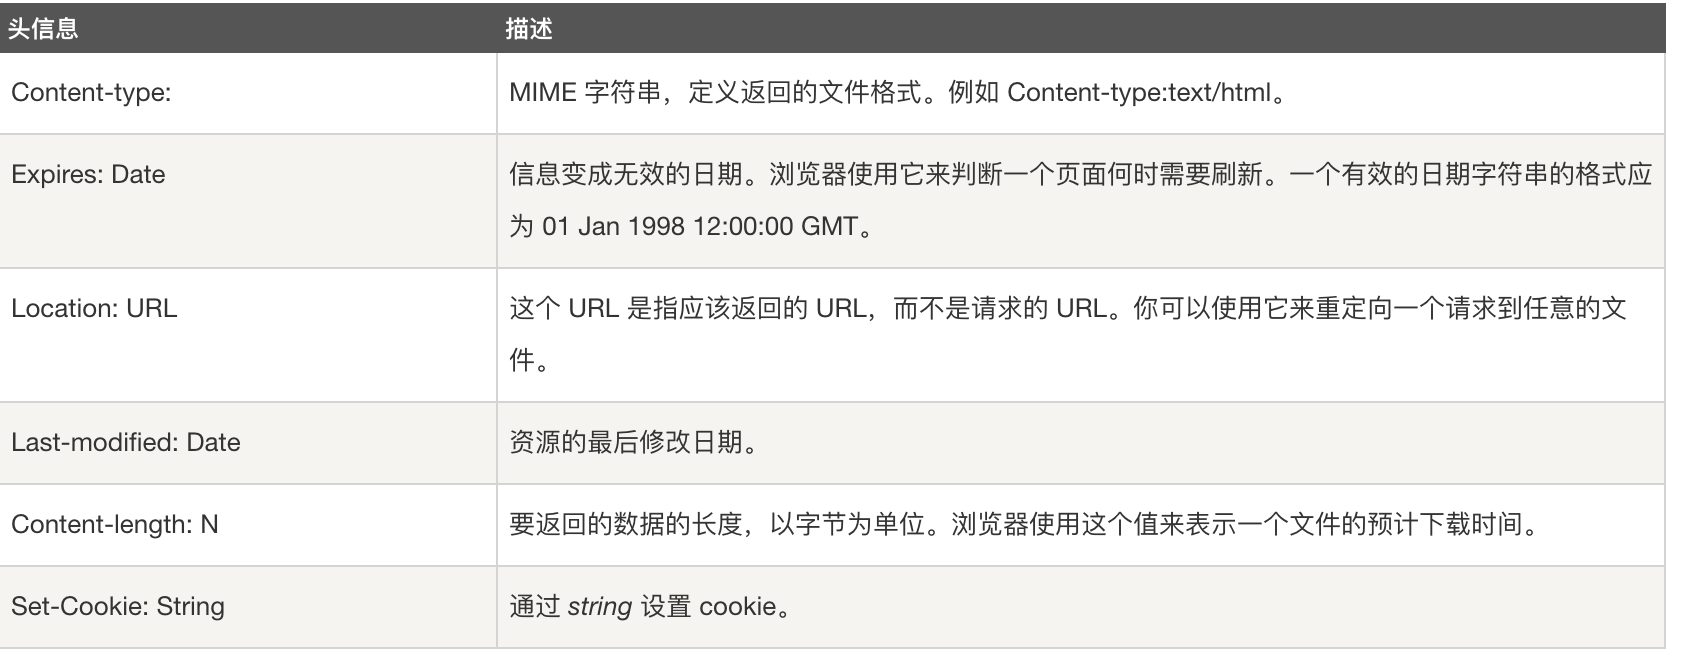 头信息 描述
Content-type: MIME 字符串，定义返回的文件格式。例如 Content-type:text/html。
Expires: Date 信息变成无效的日期。浏览器使用它来判断一个页面何时需要刷新。一个有效的日期字符串的格式应
为 01 Jan 1998 12:00:00 GMT。
Location: URL 这个 URL 是指应该返回的 URL，而不是请求的 URL。你可以使用它来重定向一个请求到任意的文
件。
Last-modified: Date 资源的最后修改日期。
Content-length: N 要返回的数据的长度，以字节为单位。浏览器使用这个值来表示一个文件的预计下载时间。
Set-Cookie: String 通过 string 设置 cookie。